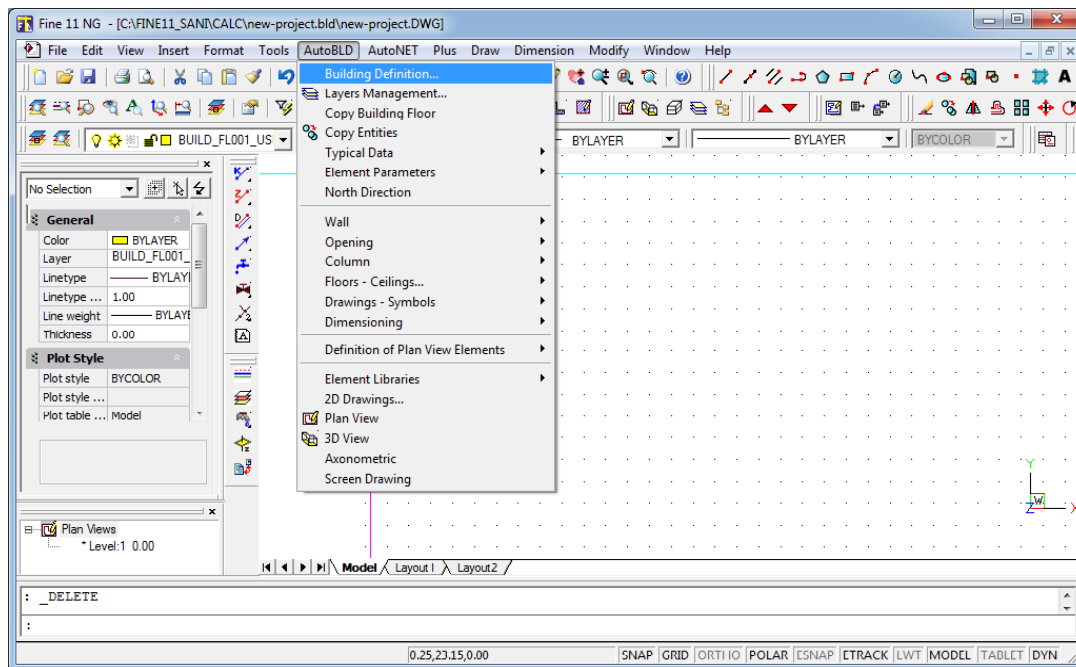 Fine 11 NG - [C:\FINE11_SANI\CALC\new-project.bld\new-project.DWG]
File Edit View Insert Format Tools AutoBLD AutoNET Plus Draw Dimension Modify Window Help
BUILD_FL001_US
BYLAYER
BYLAYER
BYCOLOR
No Selection
General
Color BYLAYER
Layer BUILD_FL001_
Linetype BYLAYE
Linetype ... 1.00
Line weight BYLAYE
Thickness 0.00
Plot Style
Plot style BYCOLOR
Plot style ...
Plot table ... Model
Plan Views
* Level:1 0.00
Building Definition...
Layers Management...
Copy Building Floor
Copy Entities
Typical Data
Element Parameters
North Direction
Wall
Opening
Column
Floors - Ceilings...
Drawings - Symbols
Dimensioning
Definition of Plan View Elements
Element Libraries
2D Drawings...
Plan View
3D View
Axonometric
Screen Drawing
Y
W
Z
X
Model Layout1 Layout2
: _DELETE
:
0.25,23.15,0.00 SNAP GRID ORTHO POLAR ESNAP ETRACK LWT MODEL TABLET DYN